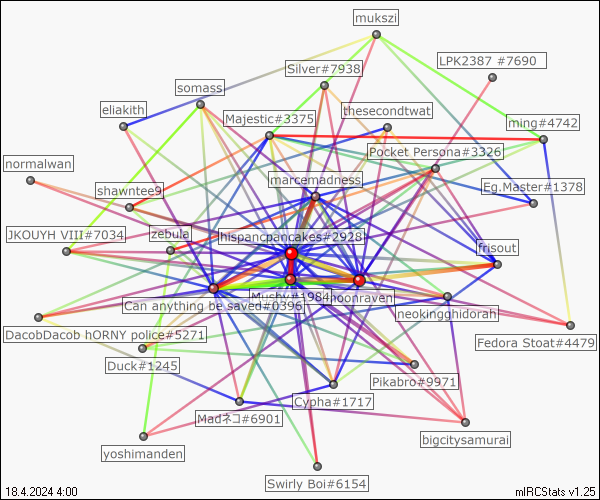 mukszi
LPK2387 #7690
Silver#7938
somass
eliakith
Majestic#3375
thesecondtwat
ming#4742
Pocket Persona#3326
normalwan
marcemadness
shawntee9
Eg.Master#1378
JKOUYH VIII#7034
zebula
hispancpancakes#2928
frisout
Can anything be saved#0396
Mushy#1984
hoonraven
neokingghidorah
DacobDacob hORNY police#5271
Fedora Stoat#4479
Duck#1245
Pikabro#9971
Cypha#1717
Madネコ#6901
bigcitysamurai
yoshimanden
Swirly Boi#6154
18.4.2024 4:00
mIRCStats v1.25